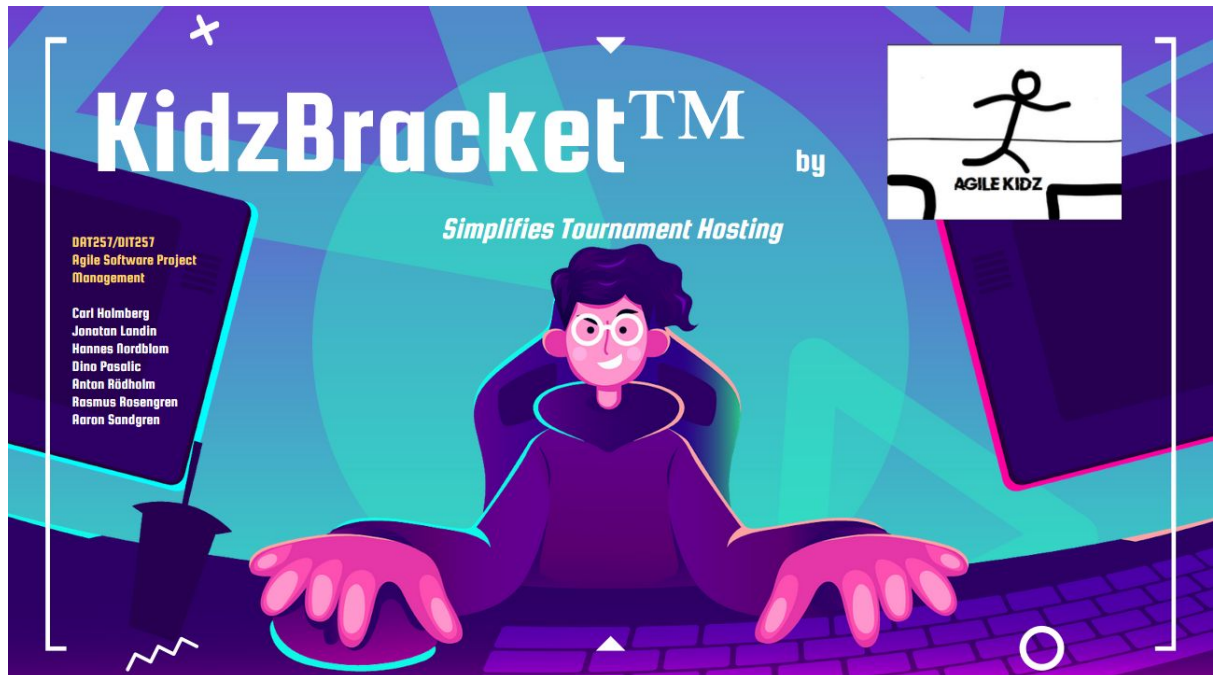 KidzBracket™
by
AGILE KIDZ
Simplifies Tournament Hosting
DAT257/DIT257
Agile Software Project
Management
Carl Holmberg
Jonatan Landin
Hannes Nordblom
Dino Pasalic
Anton Rödholm
Rasmus Rosengren
Aaron Sandgren